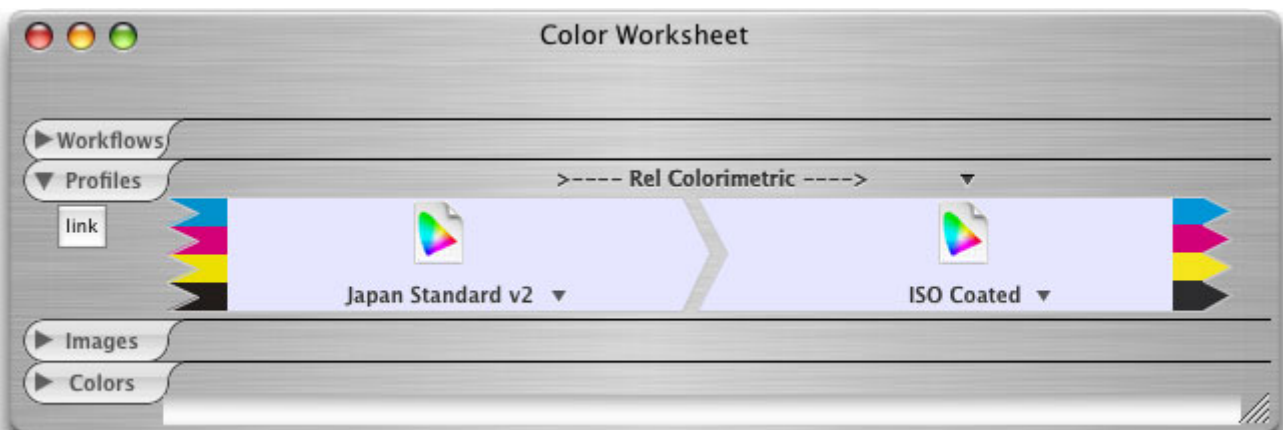 Color Worksheet
Workflows
Profiles >---- Rel Colorimetric ---->
link
Japan Standard v2 ISO Coated
Images
Colors